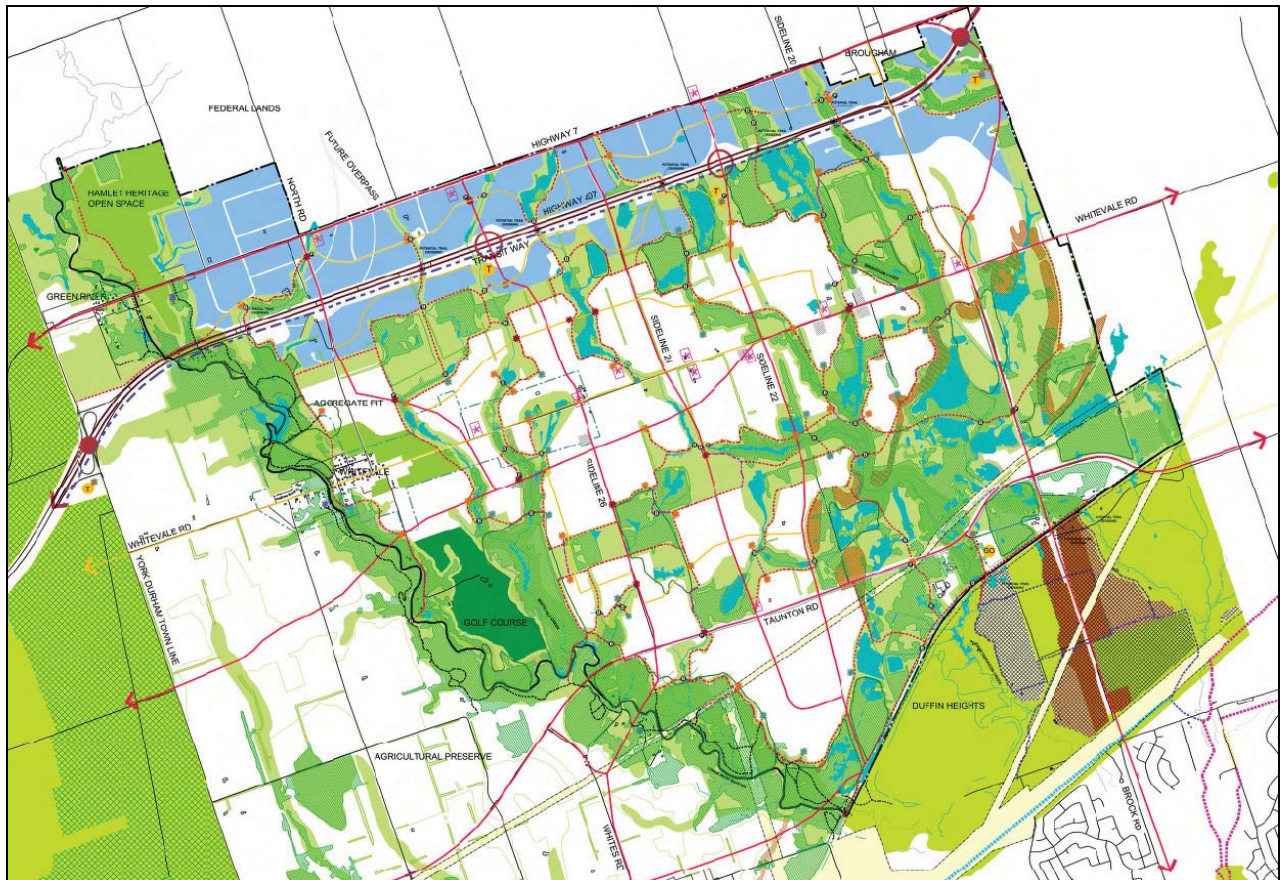 SIDELINE 20
BROUGHAM
T
FEDERAL LANDS
HIGHWAY 7
FUTURE OVERPASS
HAMLET HERITAGE
OPEN SPACE
NORTH RD
HIGHWAY 407
TRANSIT WAY
T
T
WHITEVALE RD
GREEN RIVER
SIDELINE 24
SIDELINE 22
AGGREGATE PIT
SIDELINE 26
WHITEVALE
T
WHITEVALE RD
YORK DURHAM TOWN LINE
GO
TAUNTON RD
GOLF COURSE
DUFFIN HEIGHTS
AGRICULTURAL PRESERVE
WHITES RD
BROCK RD